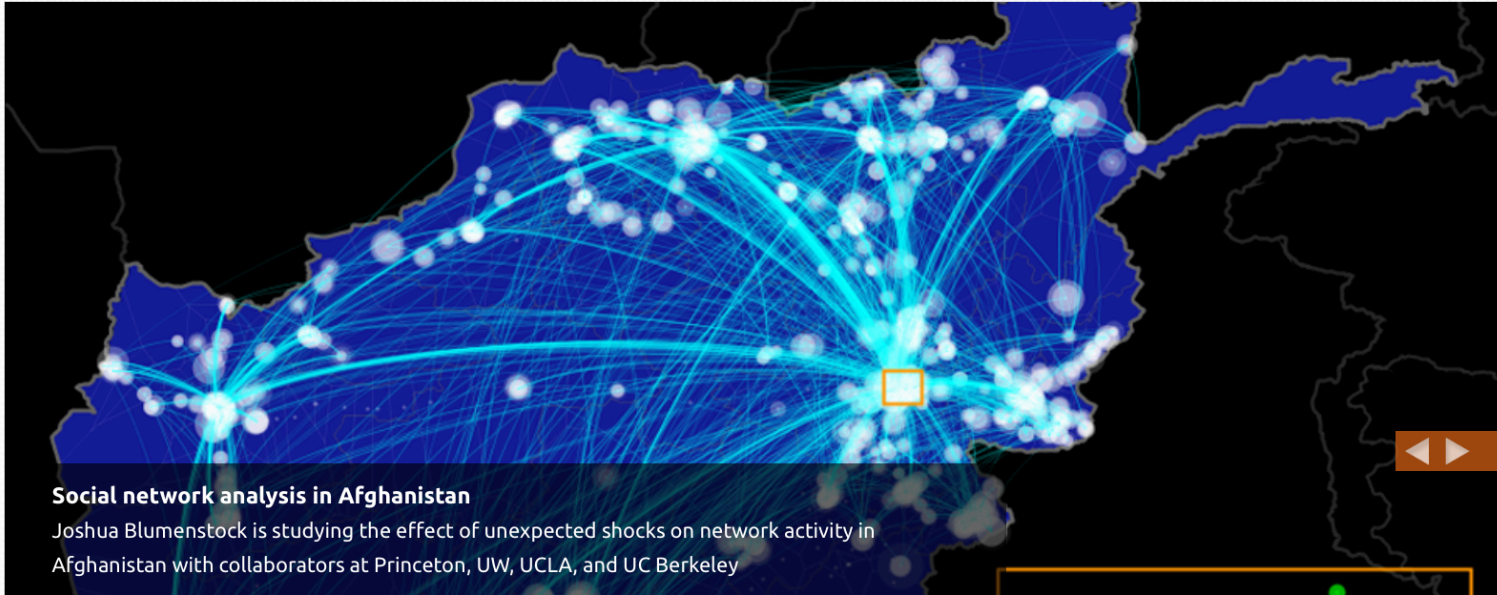 Social network analysis in Afghanistan
Joshua Blumenstock is studying the effect of unexpected shocks on network activity in
Afghanistan with collaborators at Princeton, UW, UCLA, and UC Berkeley